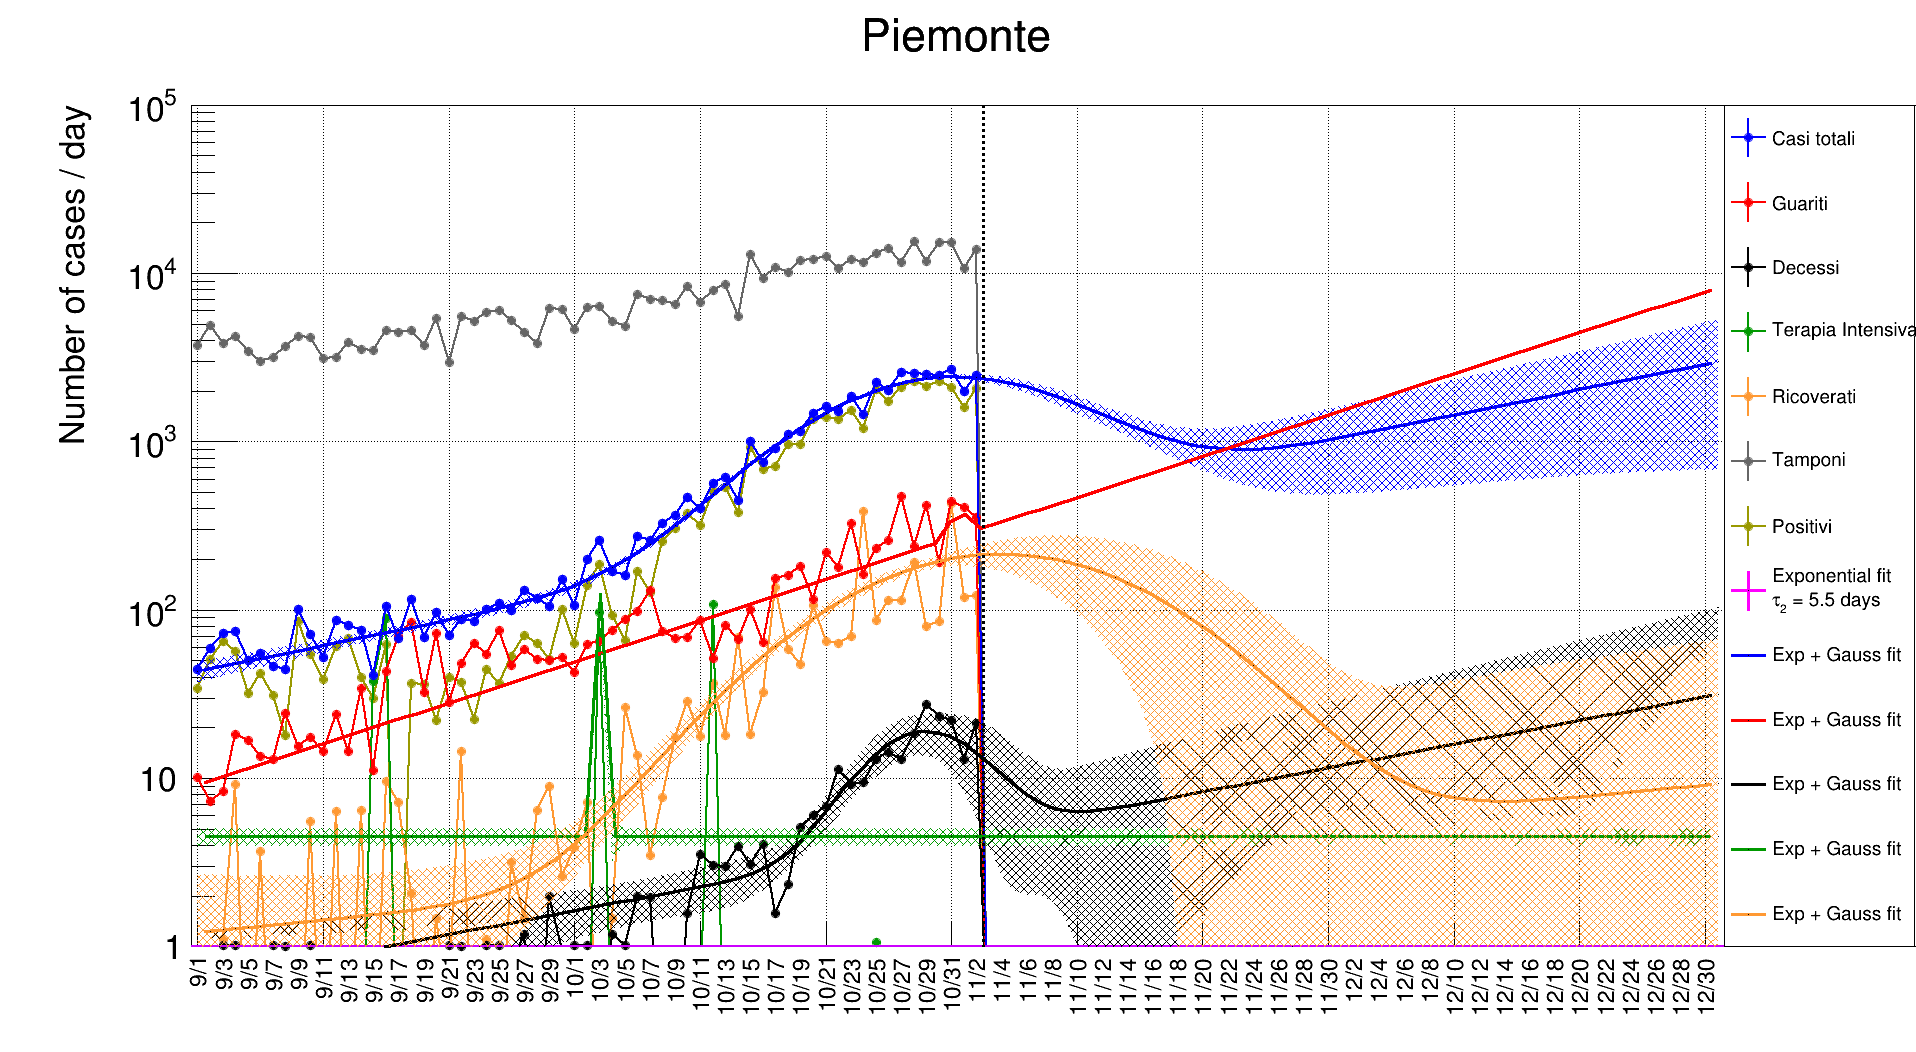 Piemonte
Number of cases / day
10^5
10^4
10^3
10^2
10
1
9/1 9/3 9/5 9/7 9/9 9/11 9/13 9/15 9/17 9/19 9/21 9/23 9/25 9/27 9/29 10/1 10/3 10/5 10/7 10/9 10/11 10/13 10/15 10/17 10/19 10/21 10/23 10/25 10/27 10/29 10/31 11/2 11/4 11/6 11/8 11/10 11/12 11/14 11/16 11/18 11/20 11/22 11/24 11/26 11/28 11/30 12/2 12/4 12/6 12/8 12/10 12/12 12/14 12/16 12/18 12/20 12/22 12/24 12/26 12/28 12/30
Casi totali
Guariti
Decessi
Terapia Intensiva
Ricoverati
Tamponi
Positivi
Exponential fit
τ_2 = 5.5 days
Exp + Gauss fit
Exp + Gauss fit
Exp + Gauss fit
Exp + Gauss fit
Exp + Gauss fit